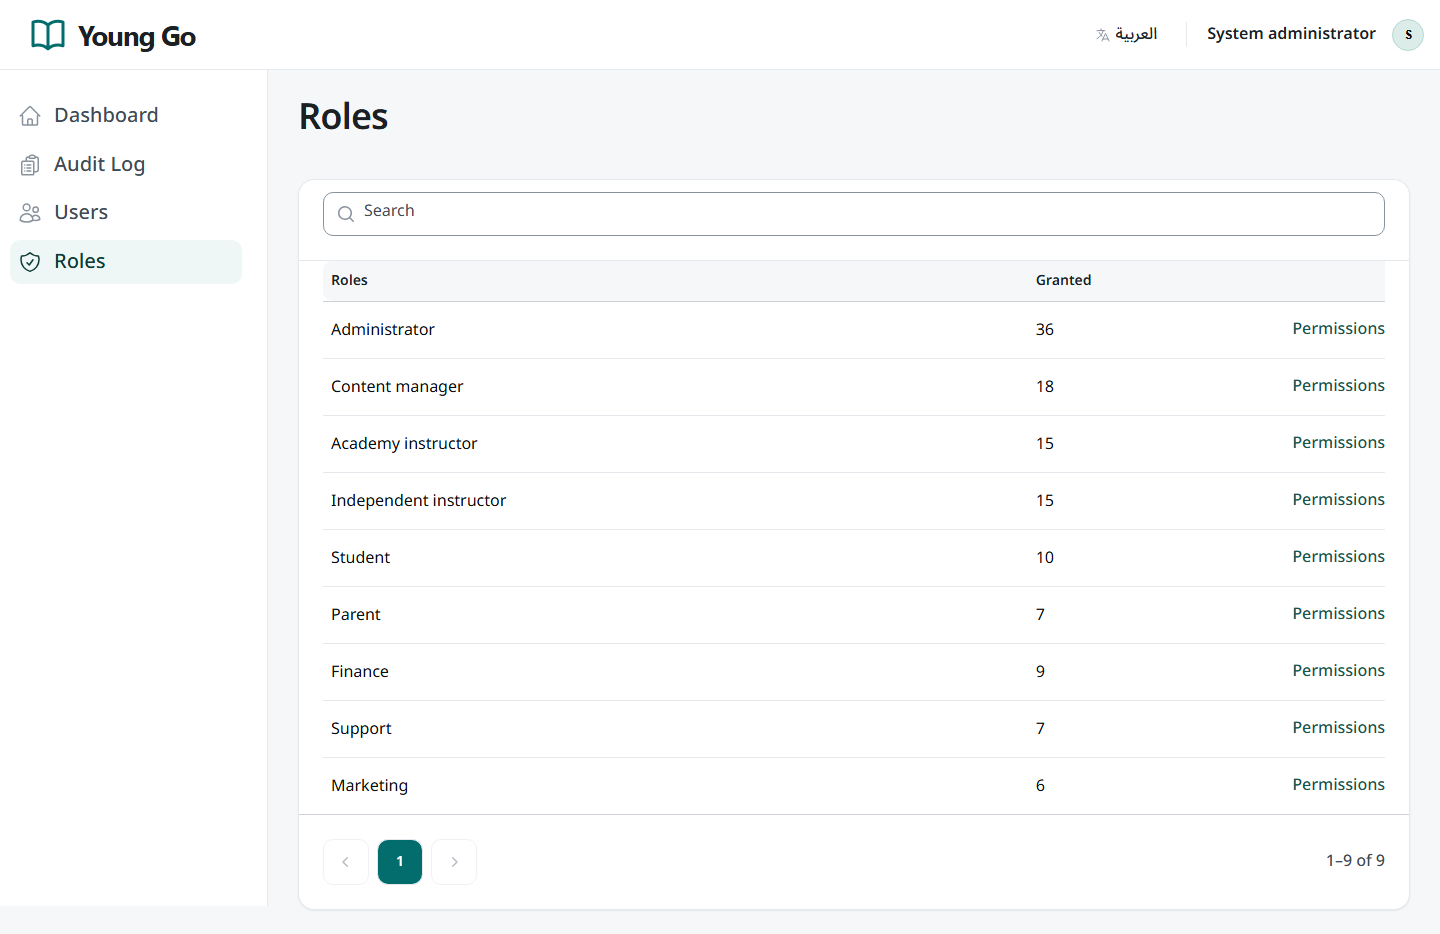 Young Go
العربية
System administrator
S
Dashboard
Audit Log
Users
Roles
Roles
Search
Roles Granted
Administrator 36 Permissions
Content manager 18 Permissions
Academy instructor 15 Permissions
Independent instructor 15 Permissions
Student 10 Permissions
Parent 7 Permissions
Finance 9 Permissions
Support 7 Permissions
Marketing 6 Permissions
1
1–9 of 9